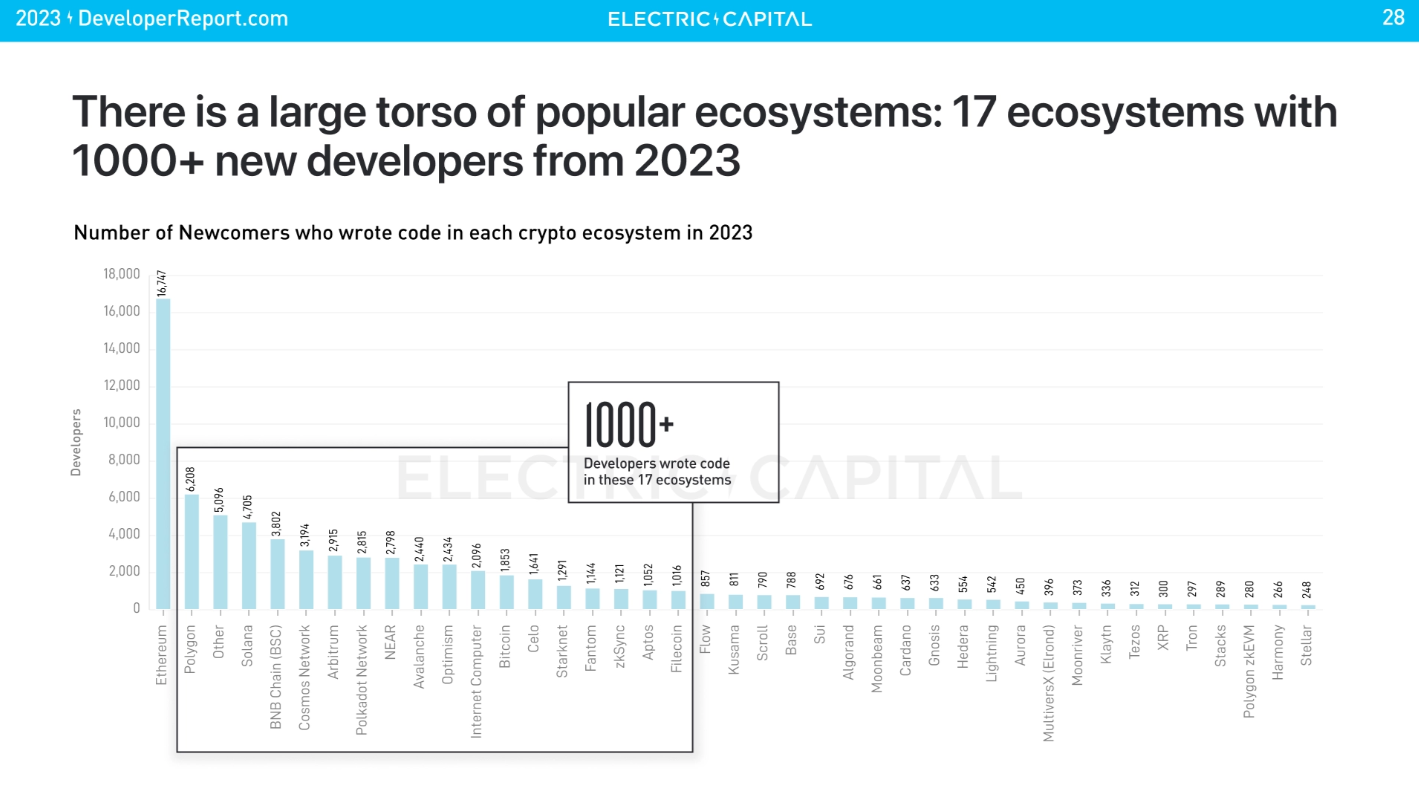 2023 DeveloperReport.com
ELECTRIC CAPITAL
28
There is a large torso of popular ecosystems: 17 ecosystems with
1000+ new developers from 2023
Number of Newcomers who wrote code in each crypto ecosystem in 2023
Developers
18,000
16,000
14,000
12,000
10,000
8,000
6,000
4,000
2,000
0
1000+
Developers wrote code
in these 17 ecosystems
ELECTRIC CAPITAL
16,747
6,208
5,096
4,705
3,802
3,194
2,915
2,815
2,798
2,440
2,434
2,096
1,853
1,641
1,291
1,144
1,121
1,052
1,016
857
811
790
788
692
676
661
637
633
554
542
450
396
373
336
312
300
297
289
280
266
248
Ethereum
Polygon
Other
Solana
BNB Chain (BSC)
Cosmos Network
Arbitrum
Polkadot Network
NEAR
Avalanche
Optimism
Internet Computer
Bitcoin
Celo
Starknet
Fantom
zkSync
Aptos
Filecoin
Flow
Kusama
Scroll
Base
Sui
Algorand
Moonbeam
Cardano
Gnosis
Hedera
Lightning
Aurora
MultiversX (Elrond)
Moonriver
Klaytn
Tezos
XRP
Tron
Stacks
Polygon zkEVM
Harmony
Stellar